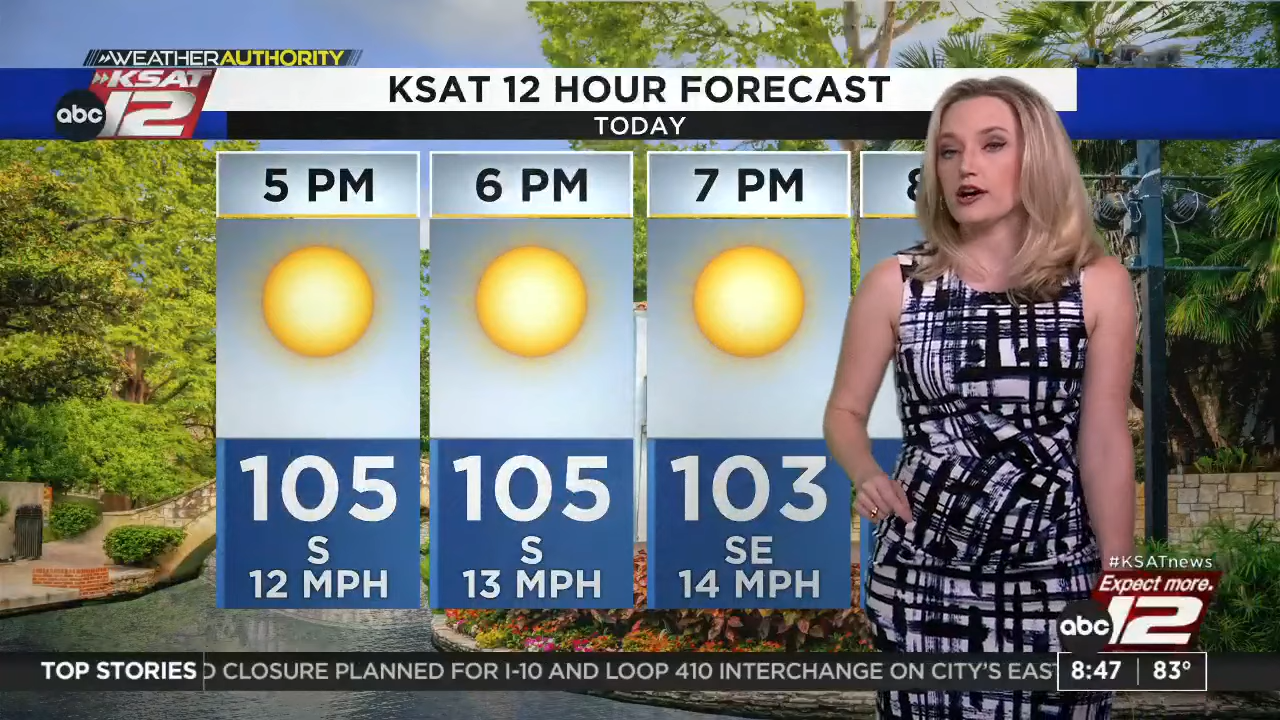 WEATHERAUTHORITY
KSAT
abc 12
KSAT 12 HOUR FORECAST
TODAY
5 PM
6 PM
7 PM
105
S
12 MPH
105
S
13 MPH
103
SE
14 MPH
#KSATnews
Expect more.
abc 12
TOP STORIES
CLOSURE PLANNED FOR I-10 AND LOOP 410 INTERCHANGE ON CITY'S EAS
8:47 83°